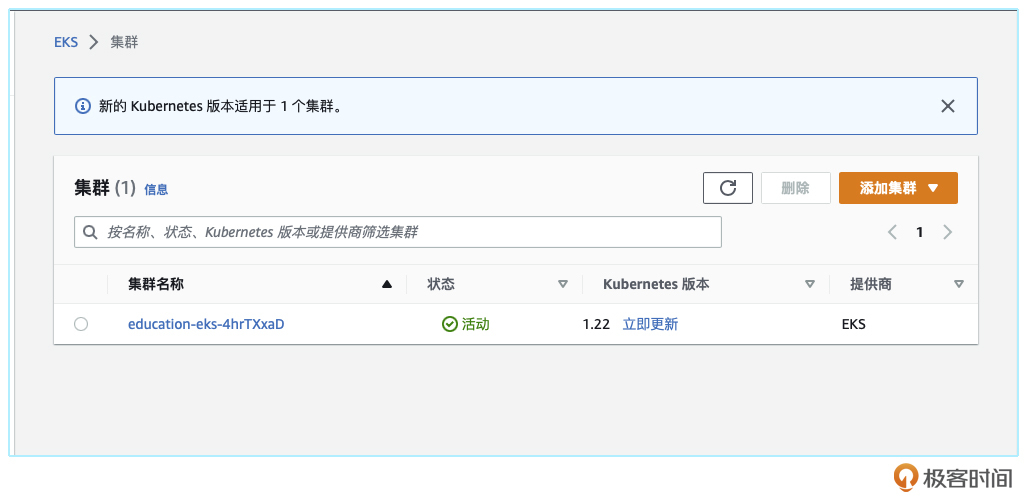 EKS > 集群
新的 Kubernetes 版本适用于 1 个集群。
集群 (1) 信息 删除 添加集群
按名称、状态、Kubernetes 版本或提供商筛选集群 1
集群名称 状态 Kubernetes 版本 提供商
education-eks-4hrTXxaD 活动 1.22 立即更新 EKS
极客时间